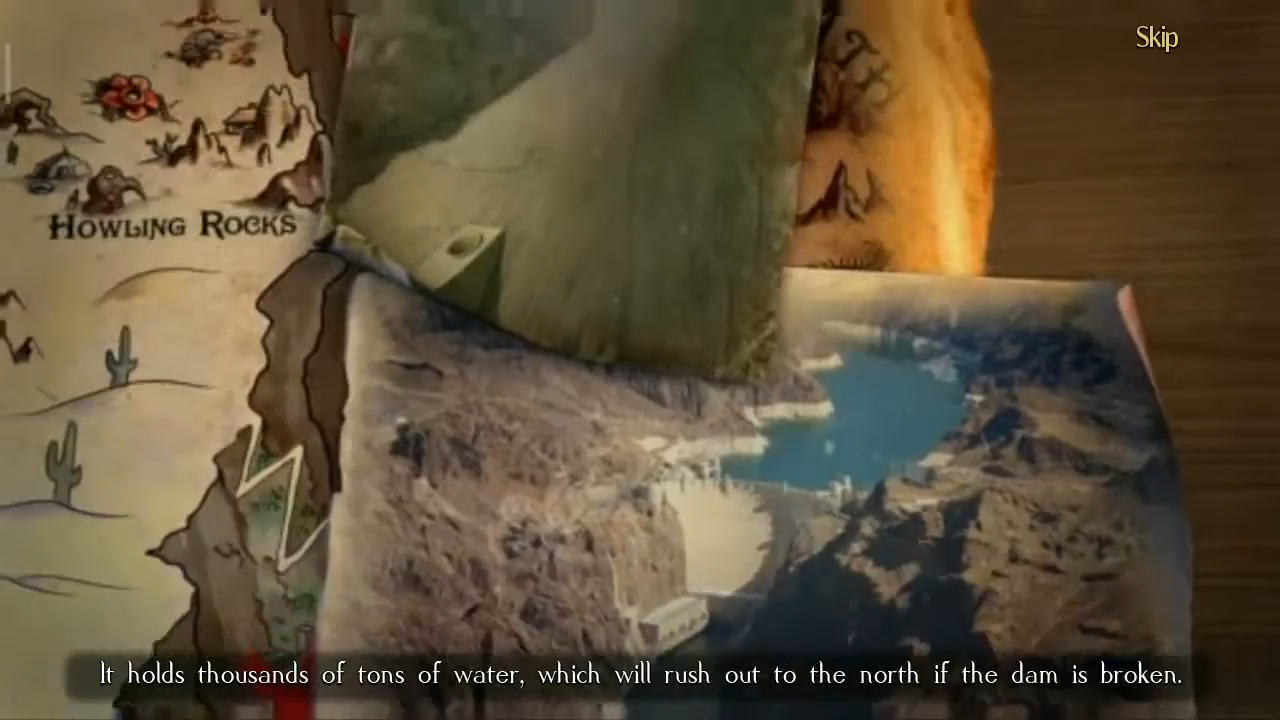 Skip
Howling Rocks
It holds thousands of tons of water, which will rush out to the north if the dam is broken.